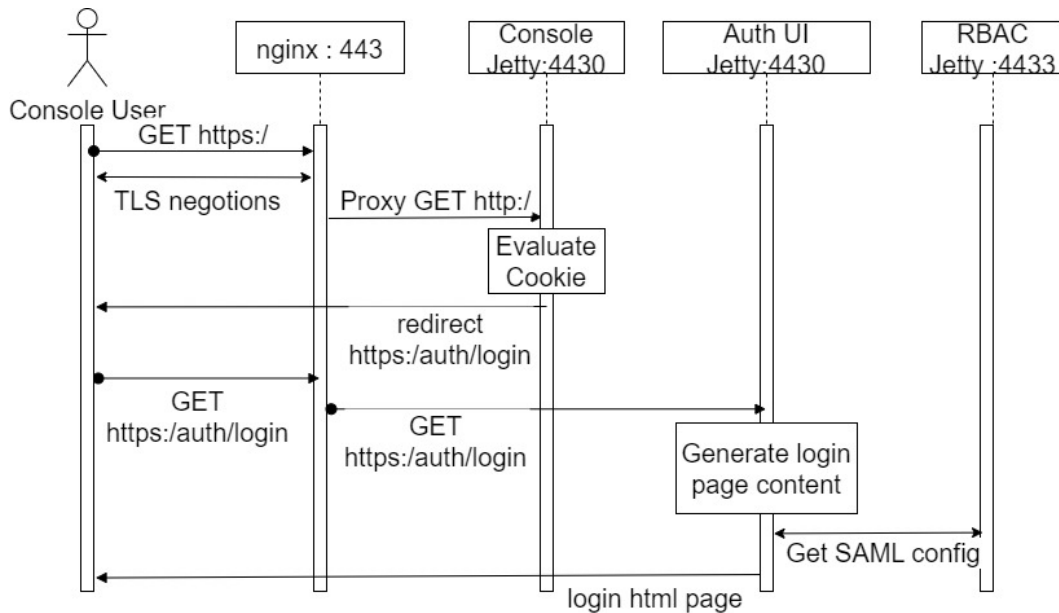 Console User
nginx : 443
Console
Jetty:4430
Auth UI
Jetty:4430
RBAC
Jetty :4433
GET https:/
TLS negotions
Proxy GET http:/
Evaluate
Cookie
redirect
https:/auth/login
GET
https:/auth/login
GET
https:/auth/login
Generate login
page content
Get SAML config
login html page